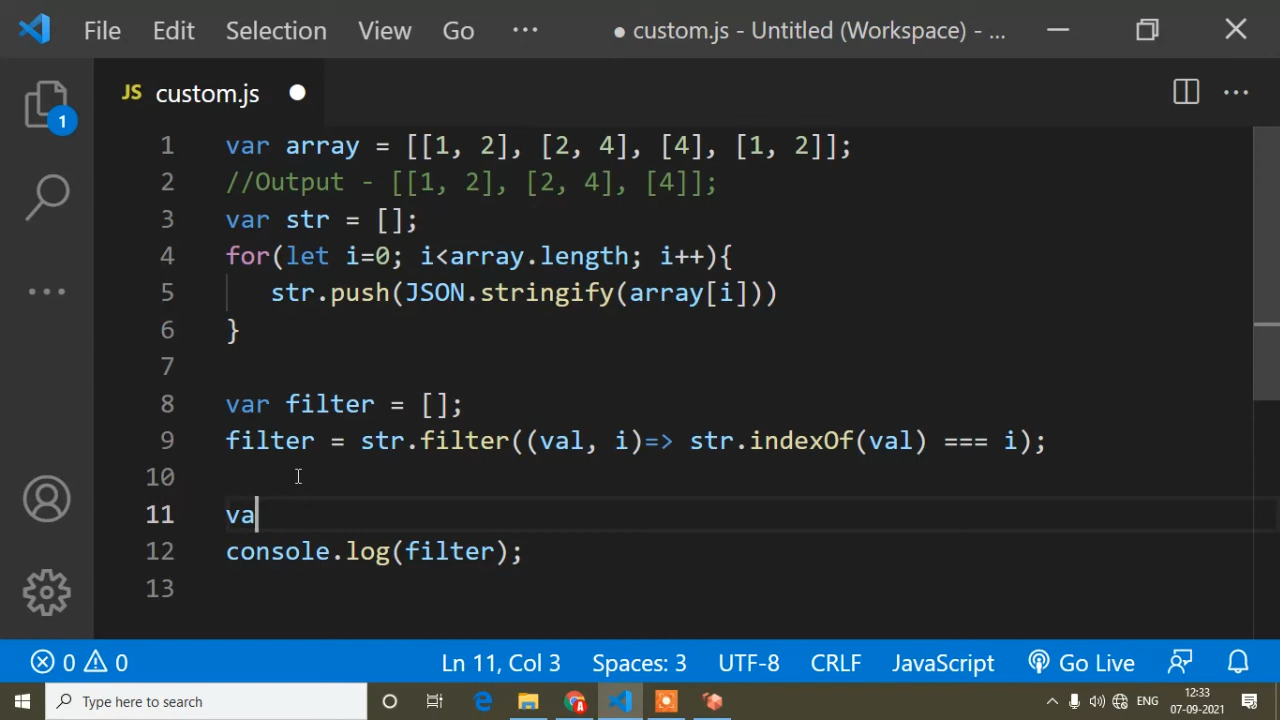 File Edit Selection View Go ··· ● custom.js - Untitled (Workspace) - ...
JS custom.js
1 var array = [[1, 2], [2, 4], [4], [1, 2]];
2 //Output - [[1, 2], [2, 4], [4]];
3 var str = [];
4 for(let i=0; i<array.length; i++){
5 str.push(JSON.stringify(array[i]))
6 }
7
8 var filter = [];
9 filter = str.filter((val, i)=> str.indexOf(val) === i);
10
11 va
12 console.log(filter);
13
1
0 0 Ln 11, Col 3 Spaces: 3 UTF-8 CRLF JavaScript Go Live
Type here to search A ENG 12:33
07-09-2021